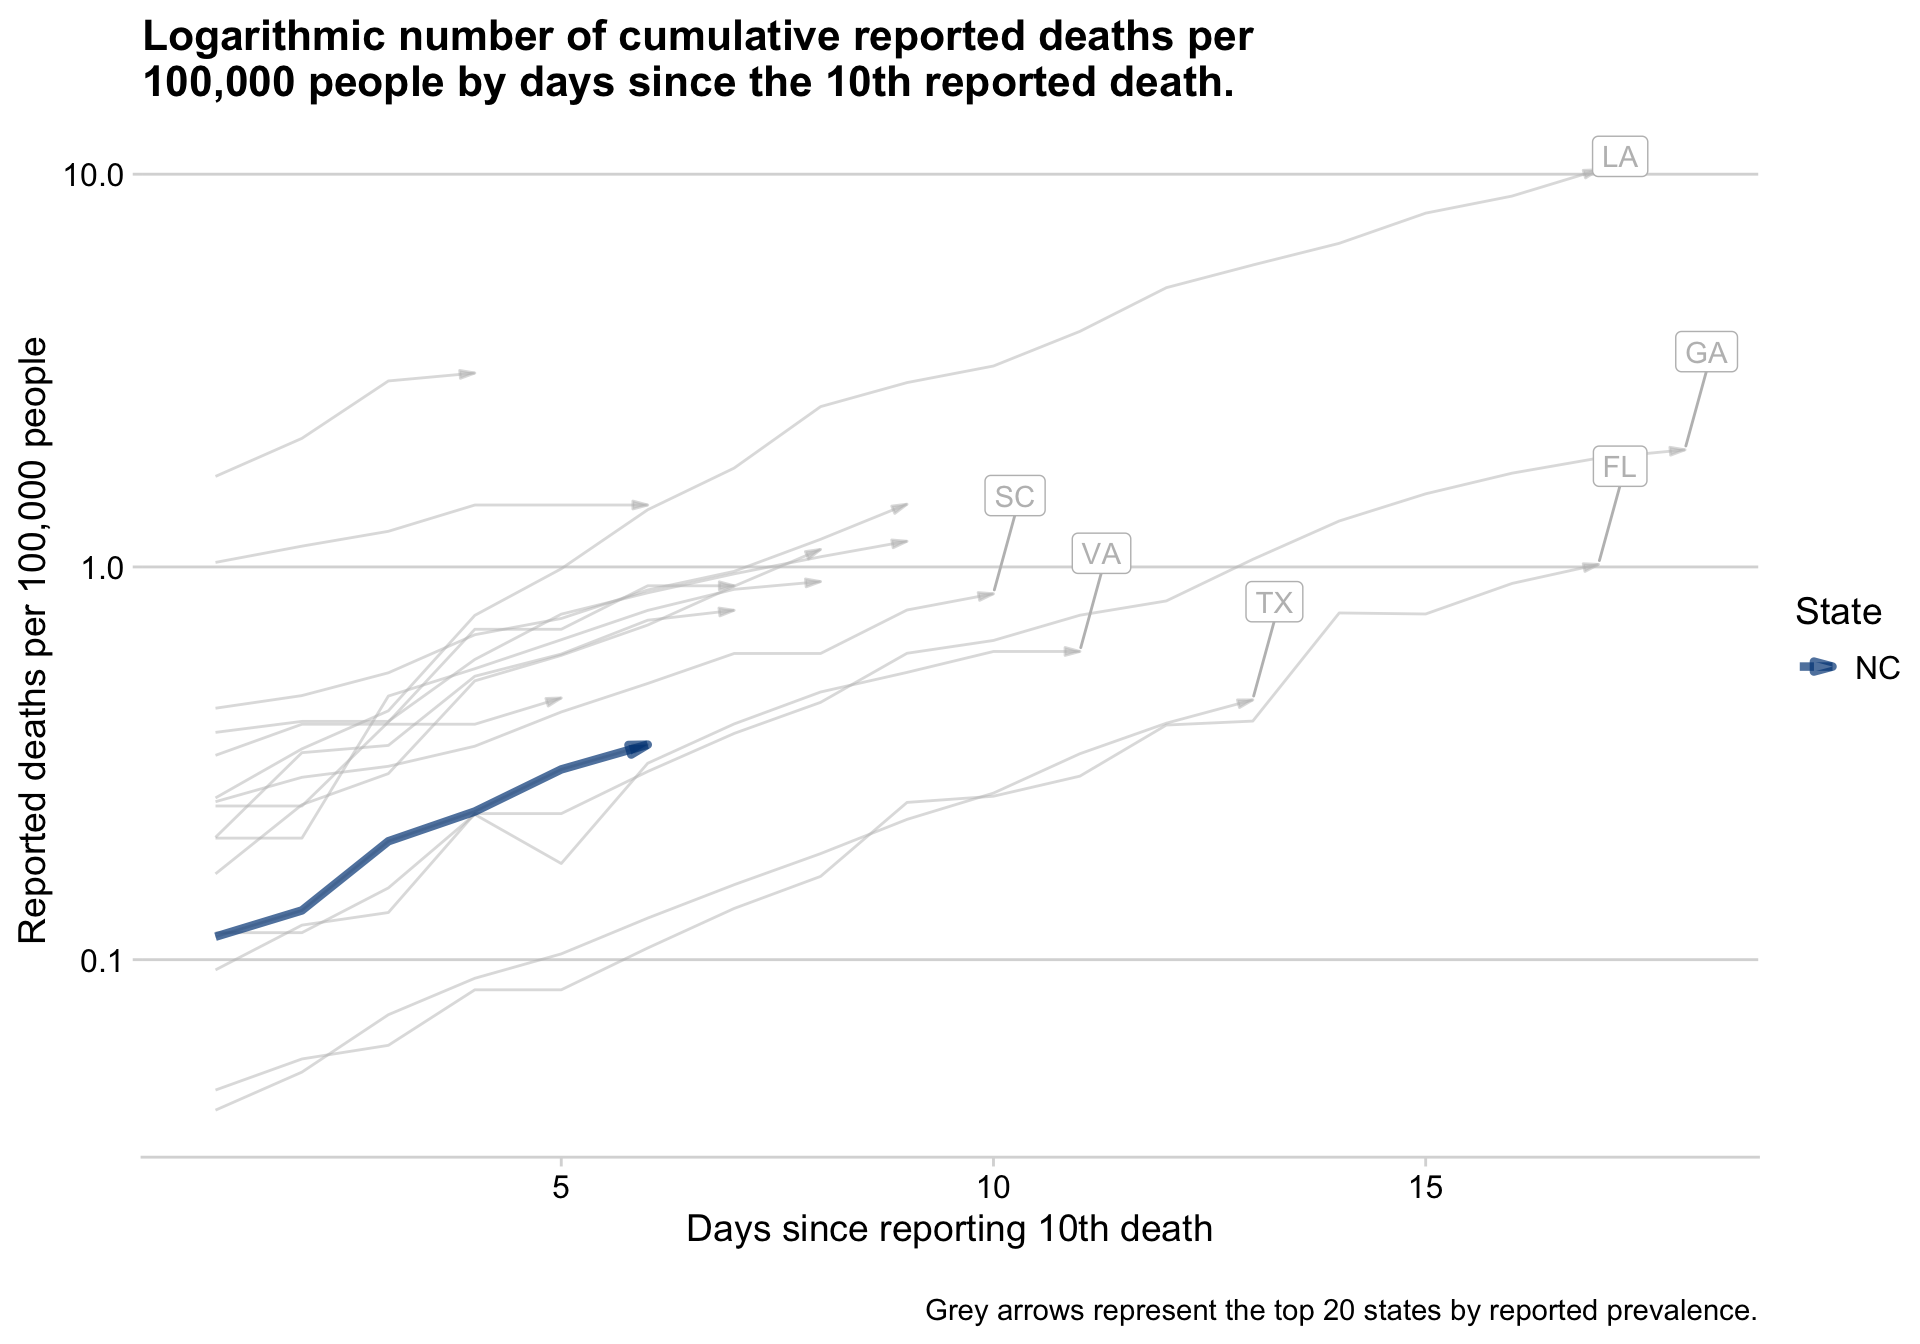 Logarithmic number of cumulative reported deaths per
100,000 people by days since the 10th reported death.
Reported deaths per 100,000 people
10.0
1.0
0.1
LA
GA
FL
SC
VA
TX
State
NC
5
10
15
Days since reporting 10th death
Grey arrows represent the top 20 states by reported prevalence.